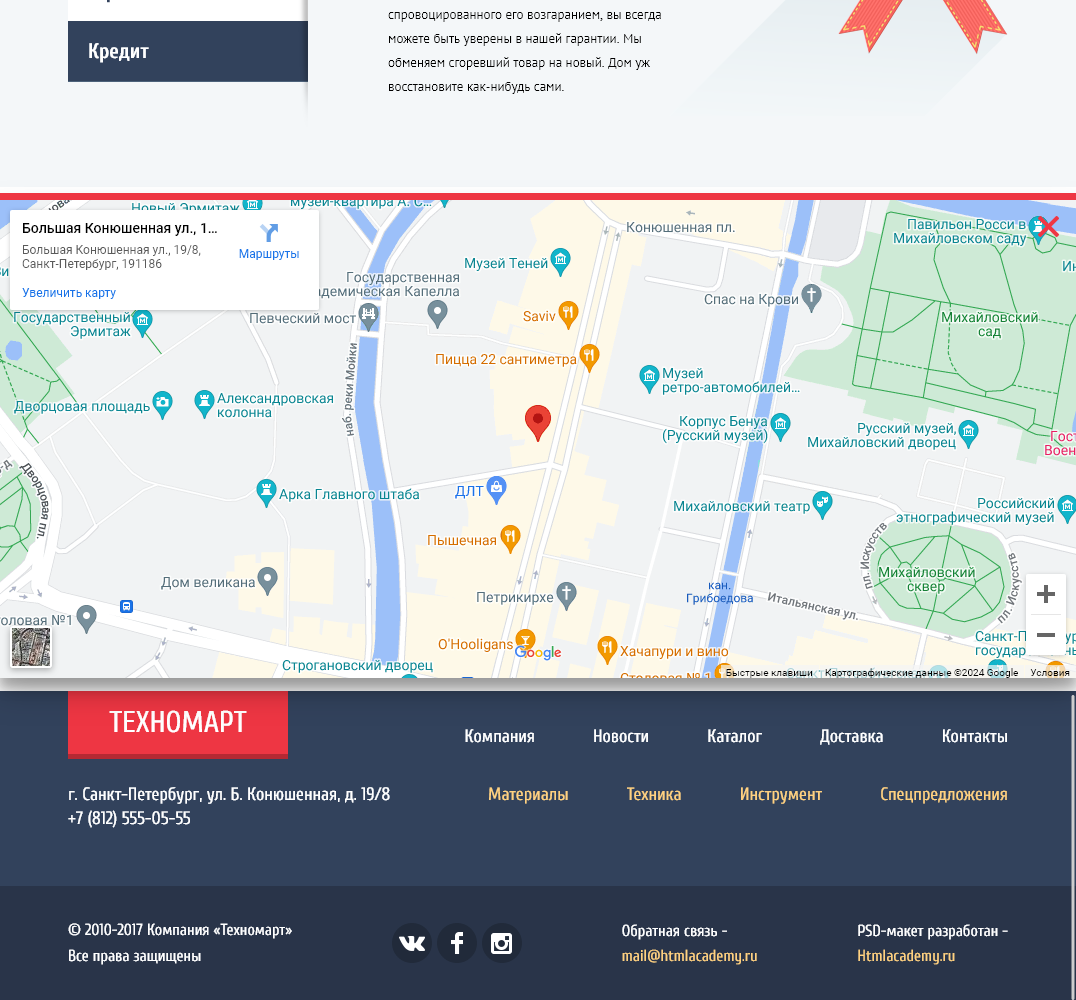 спровоцированного его возгаранием, вы всегда
можете быть уверены в нашей гарантии. Мы
обменяем сгоревший товар на новый. Дом уж
восстановите как-нибудь сами.
Кредит
Новый Эрмитаж
музеи-квартира А. С...
Большая Конюшенная ул., 1...
Большая Конюшенная ул., 19/8,
Санкт-Петербург, 191186
Маршруты
Увеличить карту
Конюшенная пл.
Павильон Росси в
Михайловском саду
Музей Теней
Государственная
адемическая Капелла
Певческий мост
Спас на Крови
Государственный
Эрмитаж
Saviv
Михайловский
сад
Пицца 22 сантиметра
Музей
ретро-автомобилей...
наб. реки Мойки
Дворцовая площадь
Александровская
колонна
Корпус Бенуа
(Русский музей)
Русский музей,
Михайловский дворец
Гост
Воен
Дворцовая пл.
Арка Главного штаба
ДЛТ
Михайловский театр
Российский
этнографический музей
Пышечная
пл. Искусств
пл. Искусств
Михайловский
сквер
Дом великана
Петрикирхе
кан.
Грибоедова
Итальянская ул.
оловая №1
O'Hooligans
Google
Хачапури и вино
Строгановский дворец
Столовая № 1
Быстрые клавиши
Картографические данные ©2024 Google
Условия
ТЕХНОМАРТ
Компания
Новости
Каталог
Доставка
Контакты
г. Санкт-Петербург, ул. Б. Конюшенная, д. 19/8
+7 (812) 555-05-55
Материалы
Техника
Инструмент
Спецпредложения
© 2010-2017 Компания «Техномарт»
Все права защищены
Обратная связь -
mail@htmlacademy.ru
PSD-макет разработан -
Htmlacademy.ru